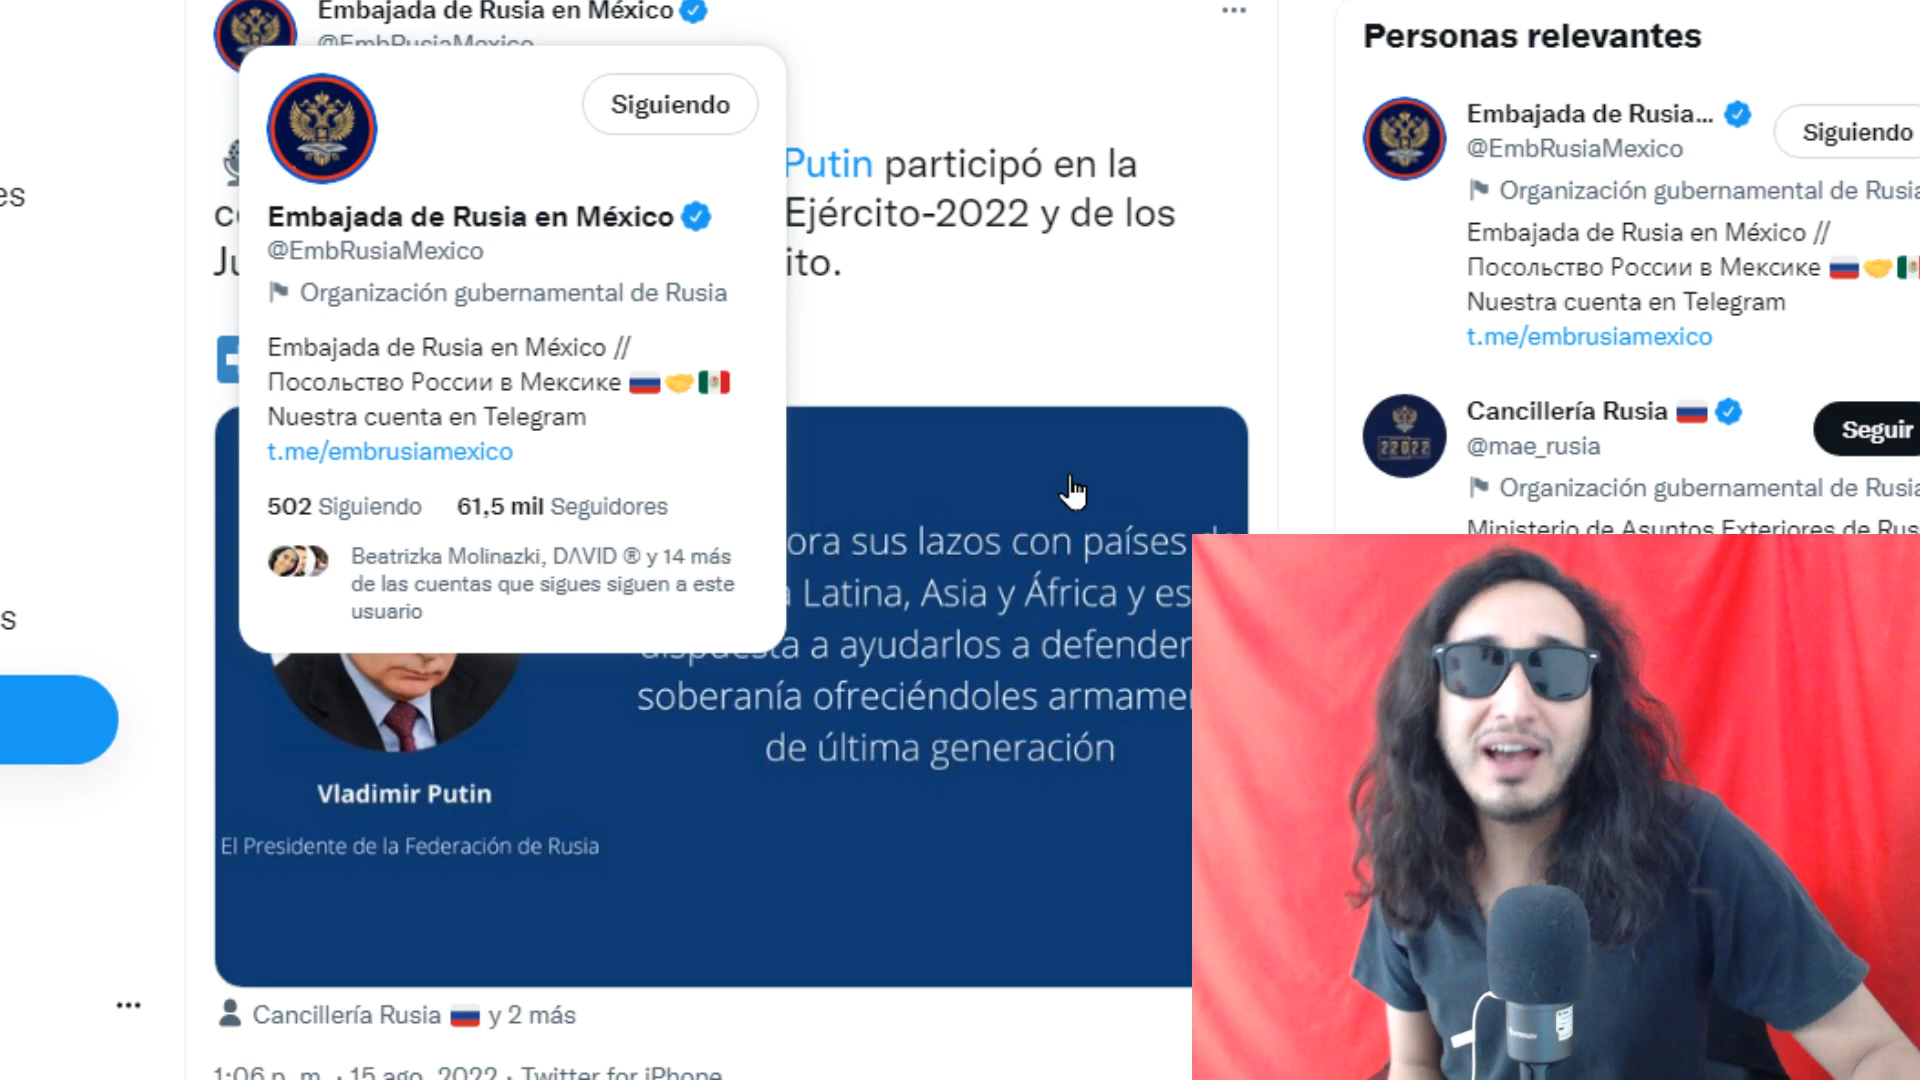 Embajada de Rusia en México
@EmbRusiaMexico
Siguiendo
Embajada de Rusia en México
@EmbRusiaMexico
Organización gubernamental de Rusia
Embajada de Rusia en México //
Посольство России в Мексике
Nuestra cuenta en Telegram
t.me/embrusiamexico
502 Siguiendo 61,5 mil Seguidores
Beatrizka Molinazki, DΛVID ® y 14 más
de las cuentas que sigues siguen a este
usuario
Putin participó en la
Ejército-2022 y de los
ito.
ora sus lazos con países
Latina, Asia y África y es
dispuesta a ayudarlos a defender
soberanía ofreciéndoles armame
de última generación
Vladimir Putin
El Presidente de la Federación de Rusia
Cancillería Rusia y 2 más
1:06 p. m. · 15 ago. 2022 · Twitter for iPhone
es
s
Personas relevantes
Embajada de Rusia...
@EmbRusiaMexico
Siguiendo
Organización gubernamental de Rusia
Embajada de Rusia en México //
Посольство России в Мексике
Nuestra cuenta en Telegram
t.me/embrusiamexico
Cancillería Rusia
@mae_rusia
Seguir
Organización gubernamental de Rusia
Ministerio de Asuntos Exteriores de Rus
22022